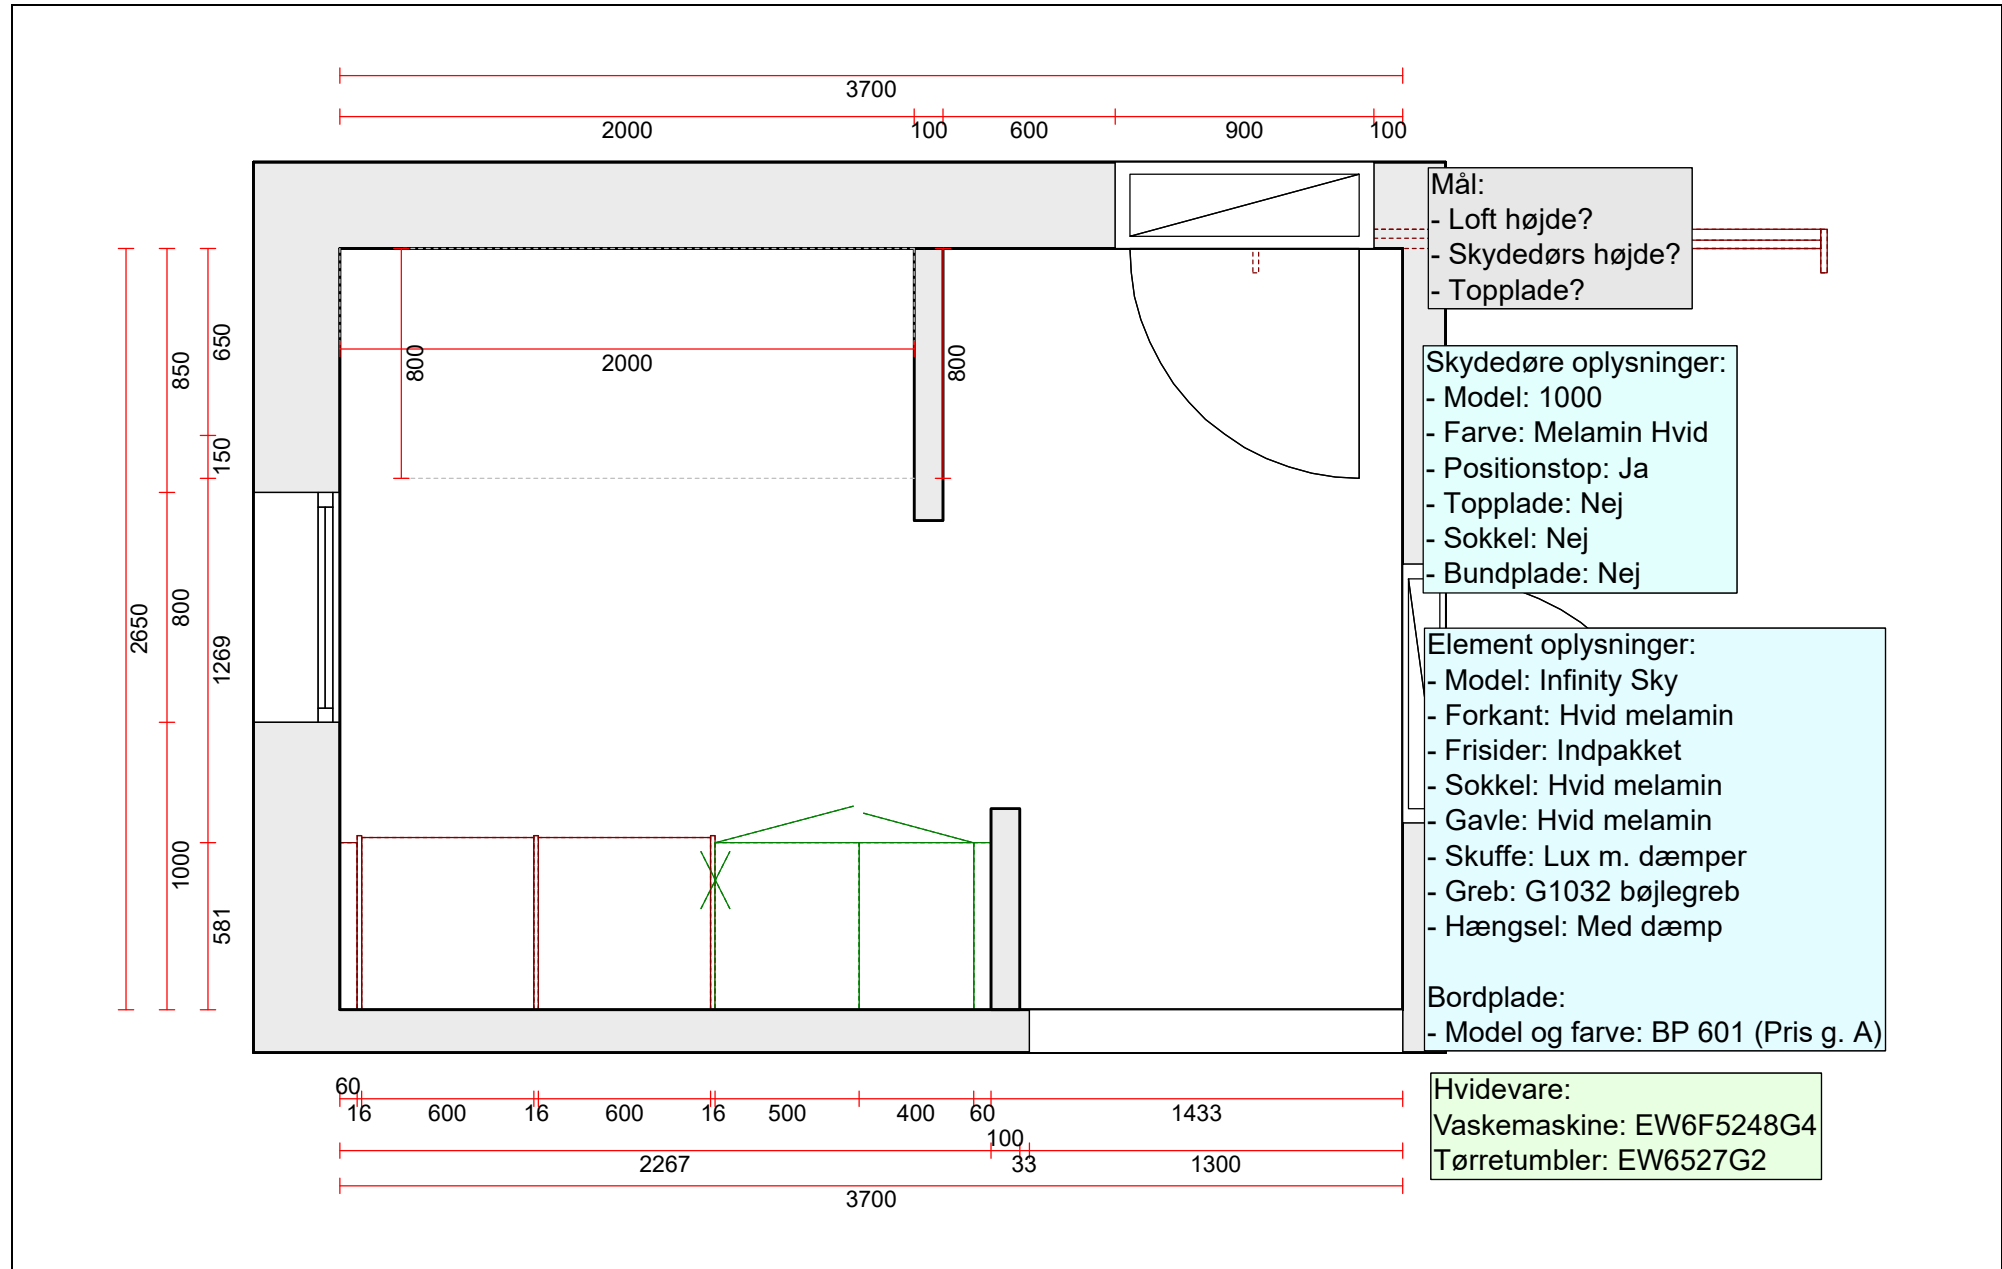 3700
2000 100 600 900 100
Mål:
- Loft højde?
- Skydedørs højde?
- Topplade?
650
850
150
800
2000
800
Skydedøre oplysninger:
- Model: 1000
- Farve: Melamin Hvid
- Positionstop: Ja
- Topplade: Nej
- Sokkel: Nej
- Bundplade: Nej
2650
800
1269
1000
581
Element oplysninger:
- Model: Infinity Sky
- Forkant: Hvid melamin
- Frisider: Indpakket
- Sokkel: Hvid melamin
- Gavle: Hvid melamin
- Skuffe: Lux m. dæmper
- Greb: G1032 bøjlegreb
- Hængsel: Med dæmp
Bordplade:
- Model og farve: BP 601 (Pris g. A)
Hvidevare:
Vaskemaskine: EW6F5248G4
Tørretumbler: EW6527G2
60
16 600 16 600 16 500 400 60 1433
100
2267 33 1300
3700